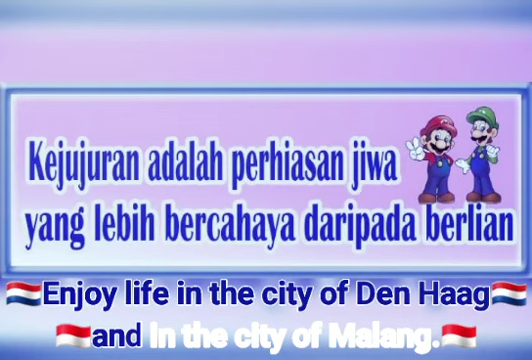 Kejujuran adalah perhiasan jiwa
yang lebih bercahaya daripada berlian
🇳🇱Enjoy life in the city of Den Haag🇳🇱
🇮🇩and in the city of Malang.🇮🇩